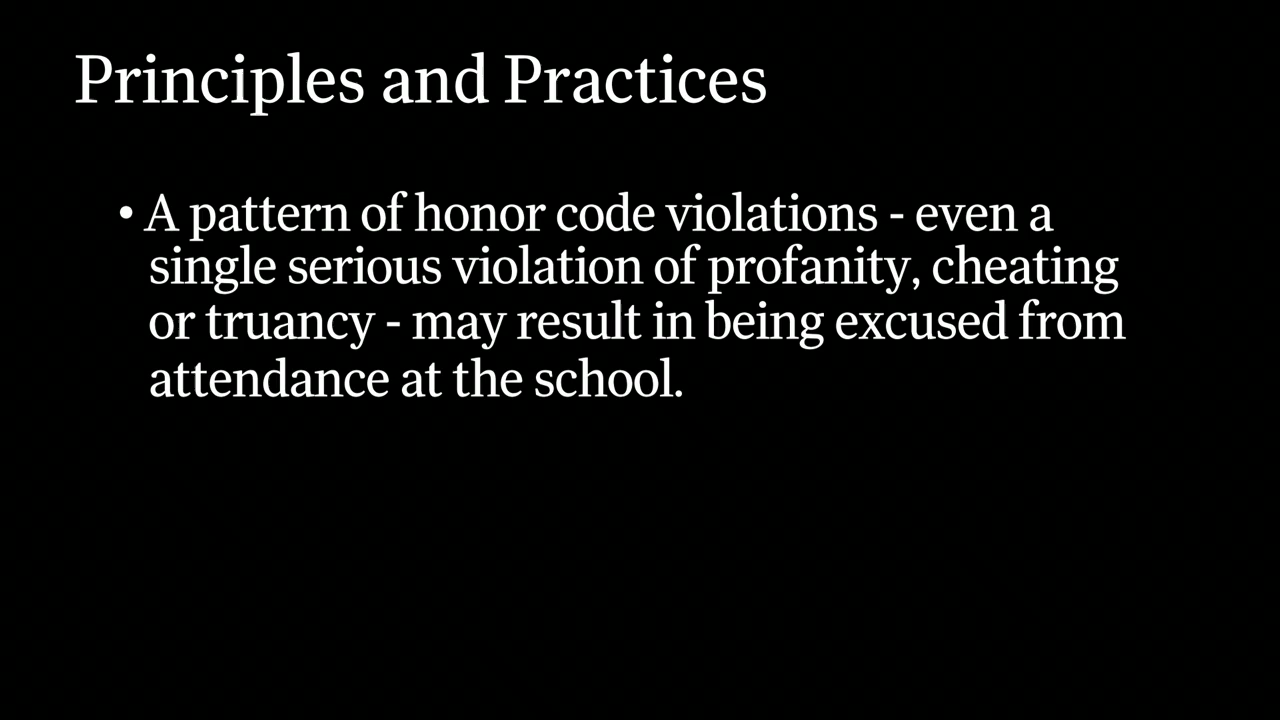 Principles and Practices
• A pattern of honor code violations - even a
single serious violation of profanity, cheating
or truancy - may result in being excused from
attendance at the school.